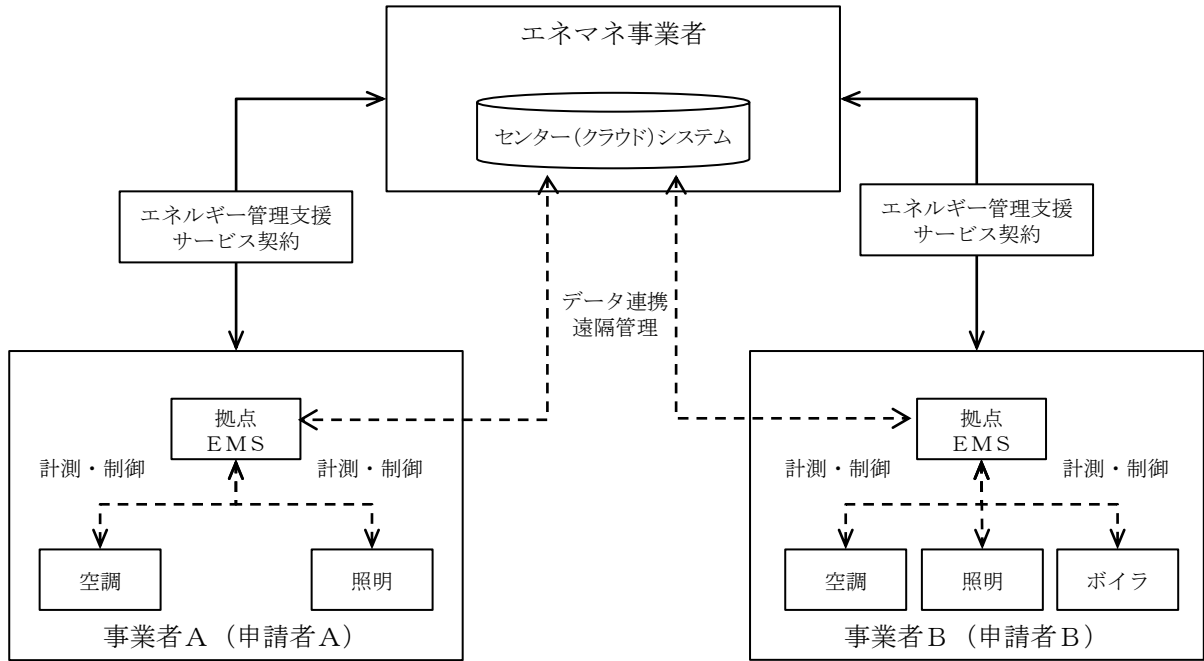 エネマネ事業者
センター(クラウド)システム
エネルギー管理支援
サービス契約
エネルギー管理支援
サービス契約
データ連携
遠隔管理
拠点
ＥＭＳ
計測・制御
計測・制御
空調
照明
事業者Ａ（申請者Ａ）
拠点
ＥＭＳ
計測・制御
計測・制御
空調
照明
ボイラ
事業者Ｂ（申請者Ｂ）